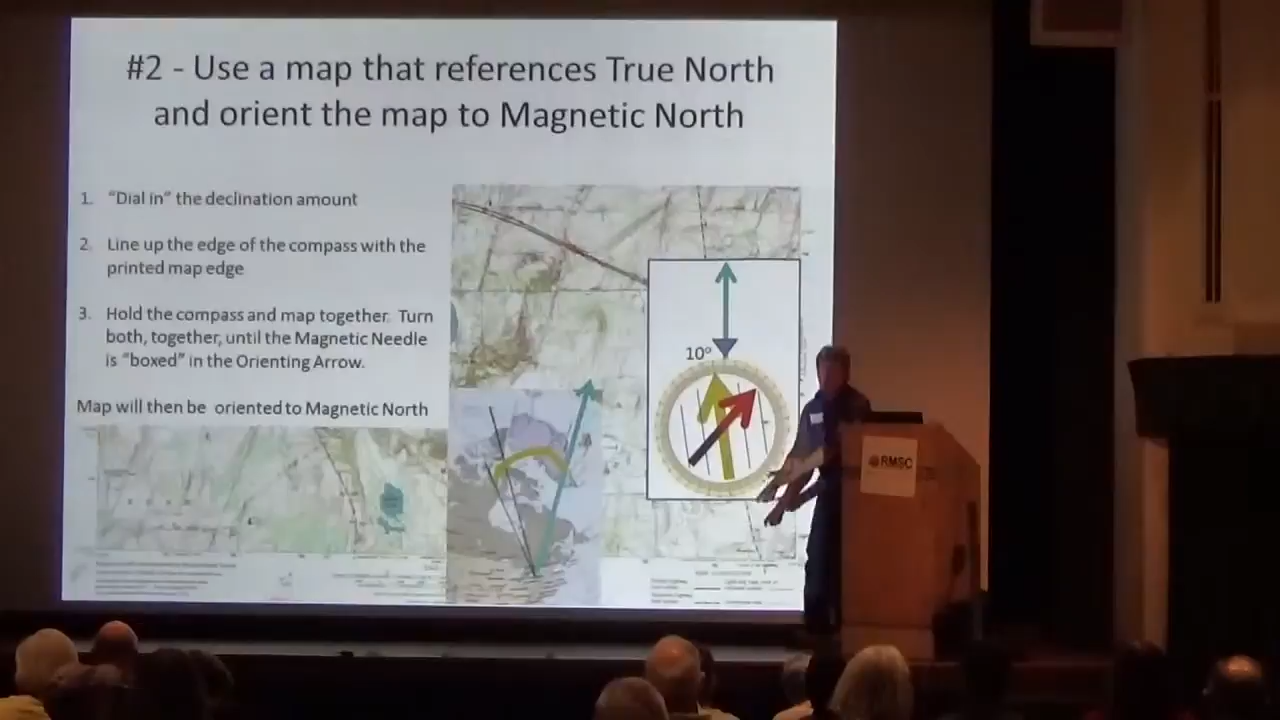 #2 - Use a map that references True North
and orient the map to Magnetic North
1. “Dial in” the declination amount
2. Line up the edge of the compass with the
printed map edge
3. Hold the compass and map together. Turn
both, together, until the Magnetic Needle
is “boxed” in the Orienting Arrow.
Map will then be oriented to Magnetic North
10°
RMSC